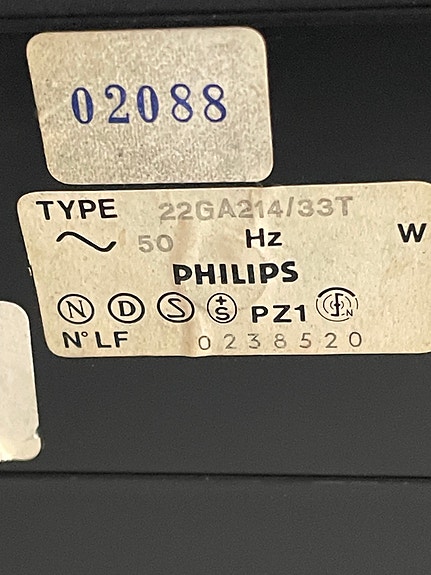 02088
TYPE 22GA214/33T
~ 50 Hz W
PHILIPS
N D S +S PZ1 N
N° LF 0238520